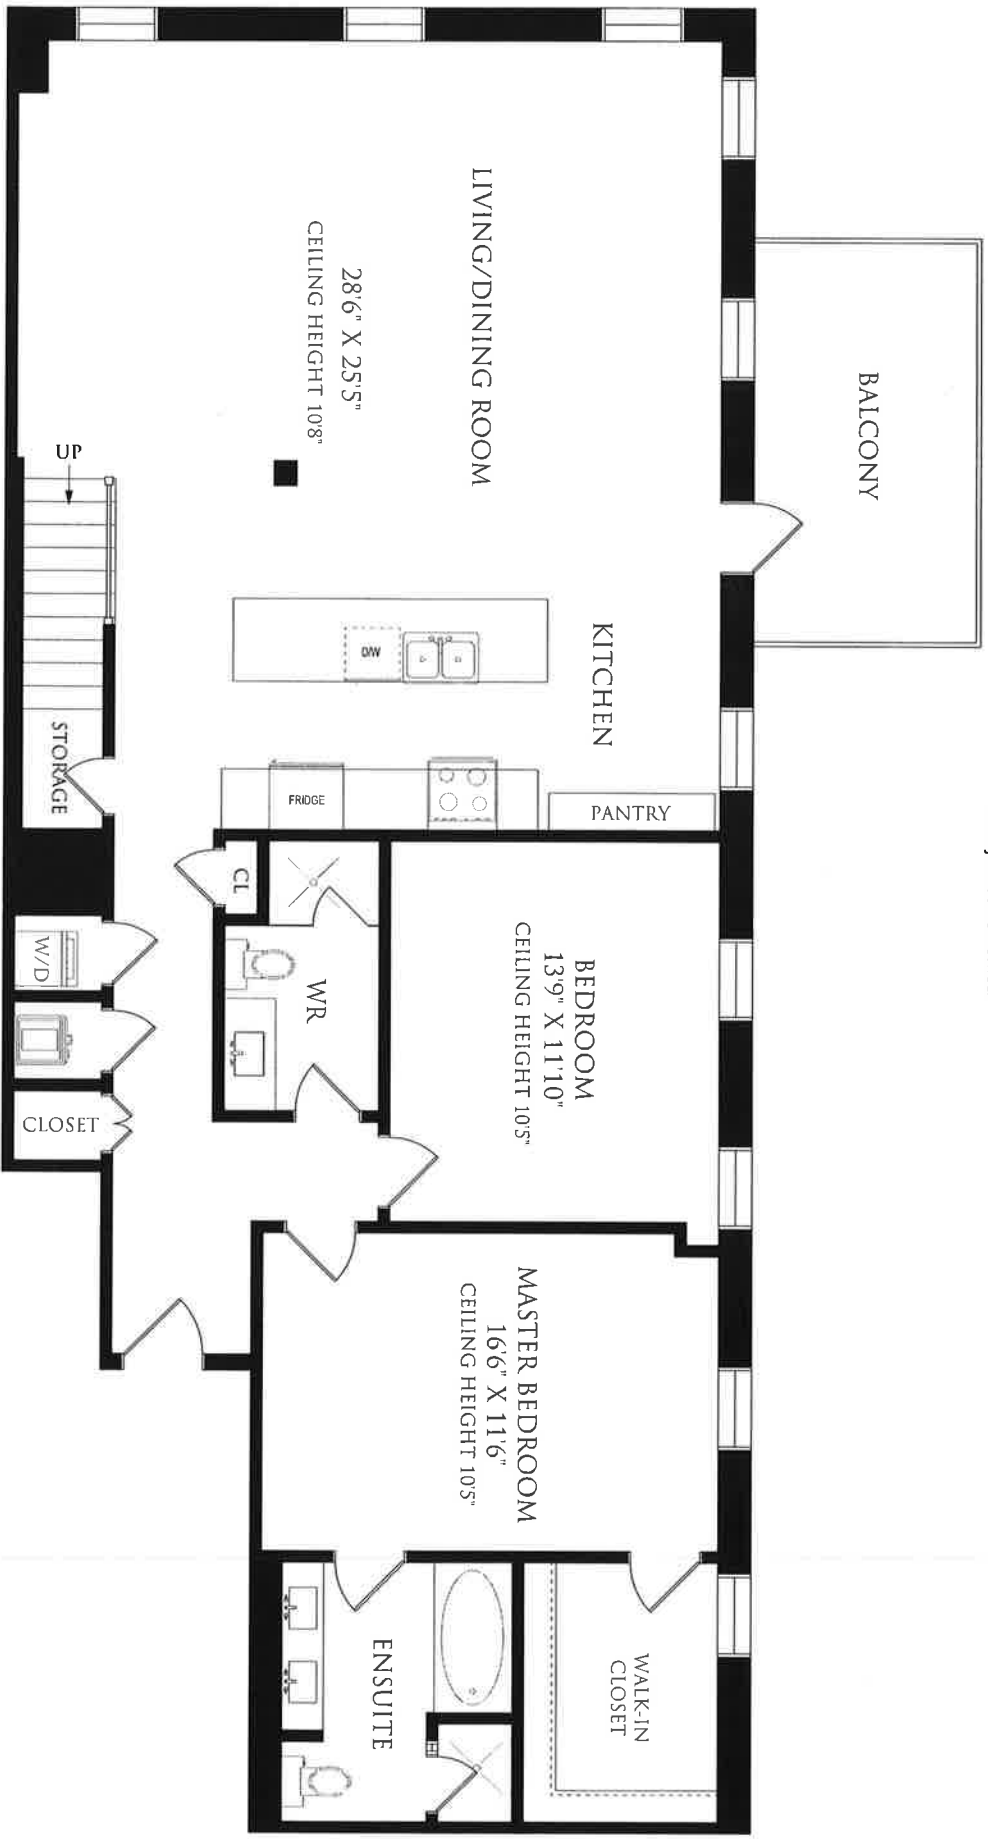 BALCONY
LIVING/DINING ROOM
28'6" X 25'5"
CEILING HEIGHT 10'8"
UP
KITCHEN
D/W
STORAGE
FRIDGE
PANTRY
CL
WR
W/D
CLOSET
BEDROOM
13'9" X 11'10"
CEILING HEIGHT 10'5"
MASTER BEDROOM
16'6" X 11'6"
CEILING HEIGHT 10'5"
ENSUITE
WALK-IN
CLOSET